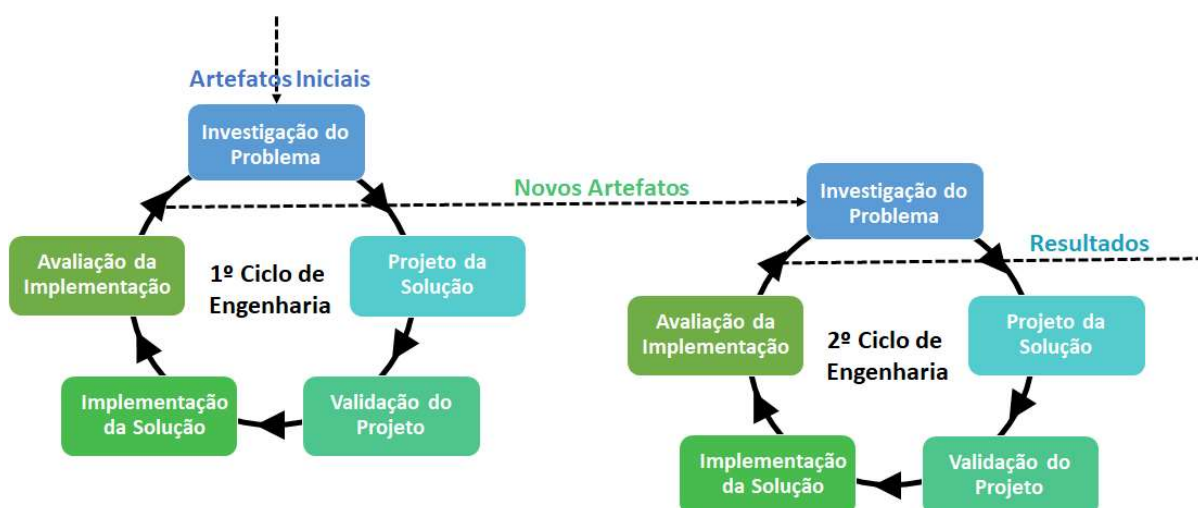 Artefatos Iniciais
Investigação do
Problema
Projeto da
Solução
Validação do
Projeto
Implementação
da Solução
Avaliação da
Implementação
1º Ciclo de
Engenharia
Novos Artefatos
Investigação do
Problema
Resultados
Projeto da
Solução
Validação do
Projeto
Implementação
da Solução
Avaliação da
Implementação
2º Ciclo de
Engenharia